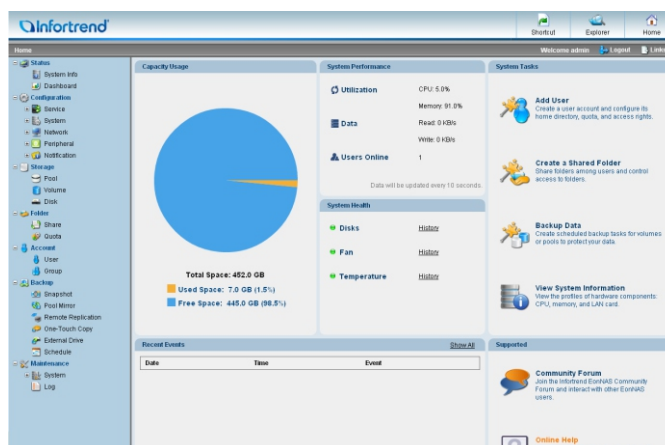 Infortrend
Shortcut
Explorer
Home
Home
Welcome admin
Logout
Links
Status
System Info
Dashboard
Configuration
Service
System
Network
Peripheral
Notification
Storage
Pool
Volume
Disk
Folder
Share
Quota
Account
User
Group
Backup
Snapshot
Pool Mirror
Remote Replication
One-Touch Copy
External Drive
Schedule
Maintenance
System
Log
Capacity Usage
Total Space: 452.0 GB
Used Space: 7.0 GB (1.5%)
Free Space: 445.0 GB (98.5%)
System Performance
Utilization
CPU: 5.0%
Memory: 91.0%
Data
Read: 0 KB/s
Write: 0 KB/s
Users Online
1
Data will be updated every 10 seconds.
System Health
Disks
History
Fan
History
Temperature
History
System Tasks
Add User
Create a user account and configure its
home directory, quota, and access rights.
Create a Shared Folder
Share folders among users and control
access to folders.
Backup Data
Create scheduled backup tasks for volumes
or pools to protect your data.
View System Information
View the profiles of hardware components:
CPU, memory, and LAN card.
Recent Events
Show All
Date
Time
Event
Supported
Community Forum
Join the Infortrend EonNAS Community
Forum and interact with other EonNAS
users.
Online Help